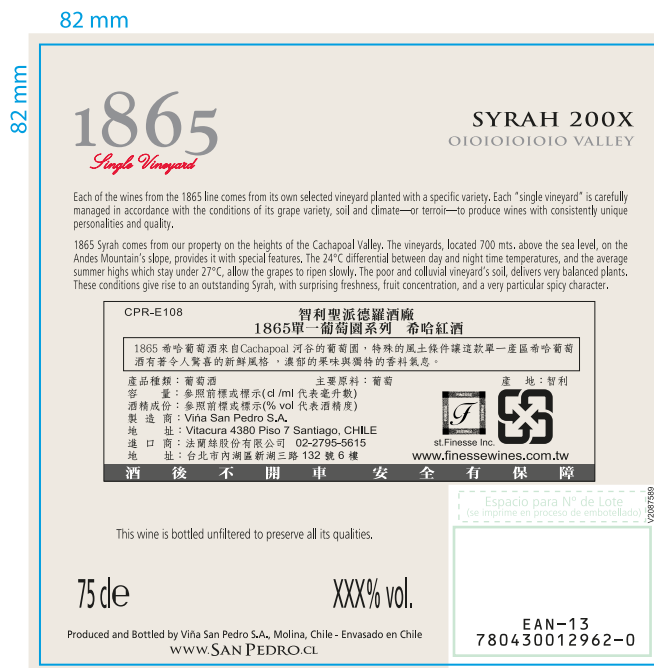 82 mm
82 mm
1865
Single Vineyard
SYRAH 200X
OIOIOIOIOIO VALLEY
Each of the wines from the 1865 line comes from its own selected vineyard planted with a specific variety. Each "single vineyard" is carefully
managed in accordance with the conditions of its grape variety, soil and climate—or terroir—to produce wines with consistently unique
personalities and quality.
1865 Syrah comes from our property on the heights of the Cachapoal Valley. The vineyards, located 700 mts. above the sea level, on the
Andes Mountain's slope, provides it with special features. The 24°C differential between day and night time temperatures, and the average
summer highs which stay under 27°C, allow the grapes to ripen slowly. The poor and colluvial vineyard's soil, delivers very balanced plants.
These conditions give rise to an outstanding Syrah, with surprising freshness, fruit concentration, and a very particular spicy character.
CPR-E108
智利聖派德羅酒廠
1865單一葡萄園系列 希哈紅酒
1865 希哈葡萄酒來自Cachapoal 河谷的葡萄園，特殊的風土條件讓這款單一產區希哈葡萄
酒有著令人驚喜的新鮮風格，濃郁的果味與獨特的香料氣息。
產品種類：葡萄酒 主要原料：葡萄 產 地：智利
容 量：參照前標或標示(cl /ml 代表毫升數)
酒精成份：參照前標或標示(% vol 代表酒精度)
製 造 商：Viña San Pedro S.A.
地 址：Vitacura 4380 Piso 7 Santiago, CHILE
進 口 商：法蘭絲股份有限公司 02-2795-5615
地 址：台北市內湖區新湖三路 132 號 6 樓
FINESSE
F
FINESSE
st.Finesse Inc.
www.finessewines.com.tw
酒 後 不 開 車 安 全 有 保 障
Espacio para Nº de Lote
(se imprime en proceso de embotellado)
V2087589
This wine is bottled unfiltered to preserve all its qualities.
75 cl e
XXX% vol.
EAN-13
780430012962-0
Produced and Bottled by Viña San Pedro S.A., Molina, Chile - Envasado en Chile
WWW.SAN PEDRO.CL